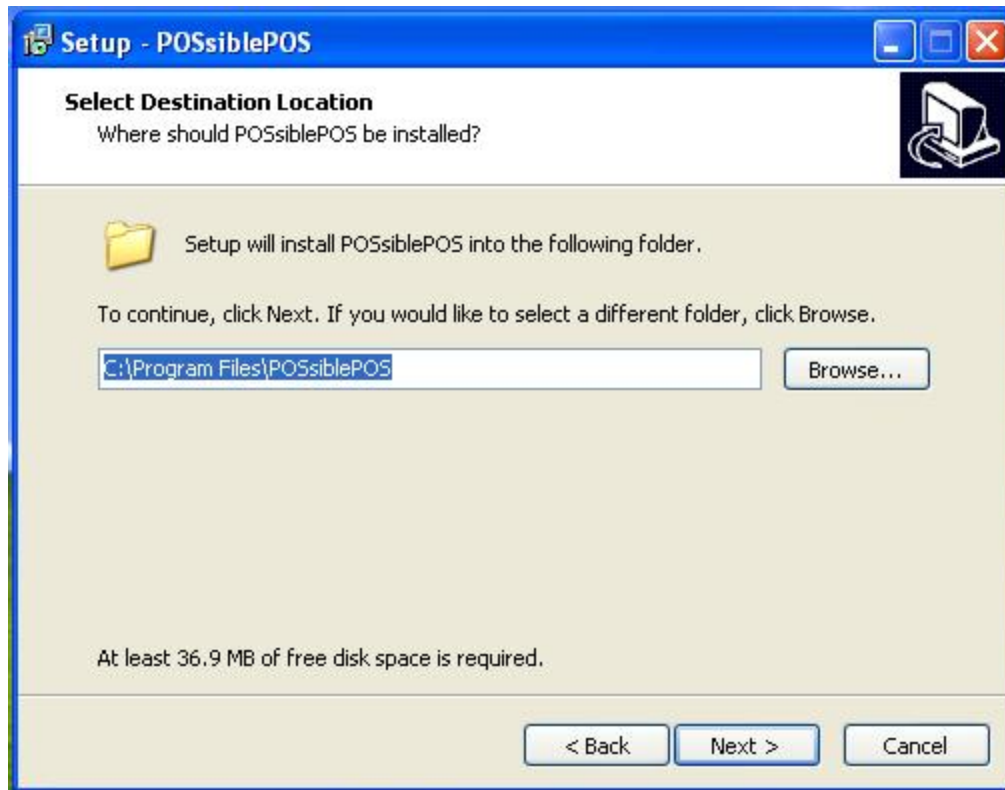 Setup - POSsiblePOS
Select Destination Location
Where should POSsiblePOS be installed?
Setup will install POSsiblePOS into the following folder.
To continue, click Next. If you would like to select a different folder, click Browse.
C:\Program Files\POSsiblePOS
Browse...
At least 36.9 MB of free disk space is required.
< Back
Next >
Cancel